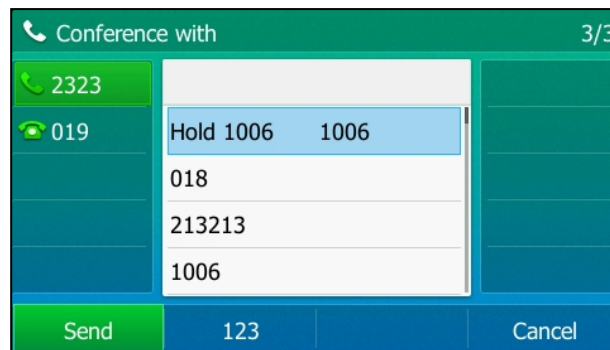 Conference with 3/3
2323
019
Hold 1006 1006
018
213213
1006
Send 123 Cancel